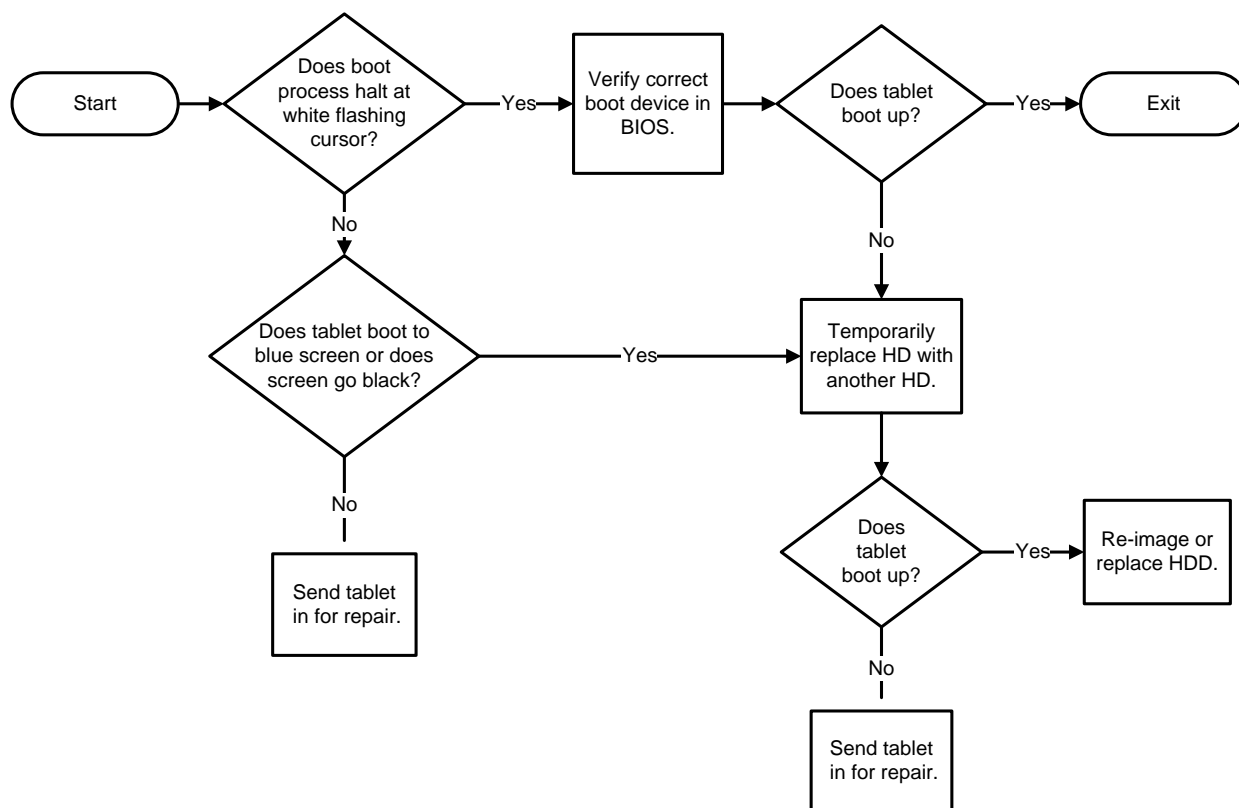 Start
Does boot
process halt at
white flashing
cursor?
Yes
Verify correct
boot device in
BIOS.
Does tablet
boot up?
Yes
Exit
No
No
Does tablet boot to
blue screen or does
screen go black?
Yes
Temporarily
replace HD with
another HD.
No
Send tablet
in for repair.
Does
tablet
boot up?
Yes
Re-image or
replace HDD.
No
Send tablet
in for repair.